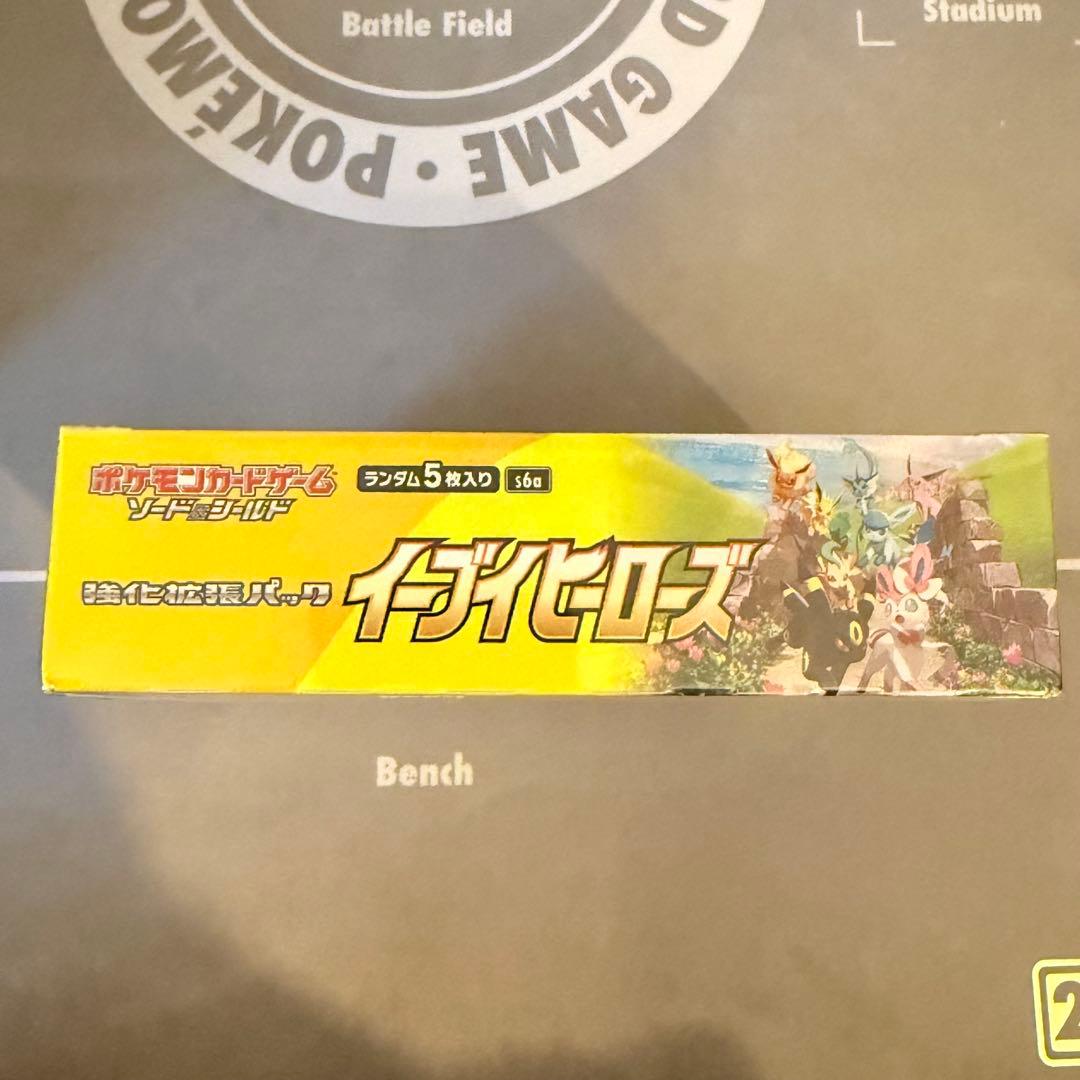 Battle Field
Stadium
D GAME・POKÉMO
ポケモンカードゲーム
ソード&シールド
ランダム5枚入り
s6a
強化拡張パック
イーブイヒーローズ
Bench
2